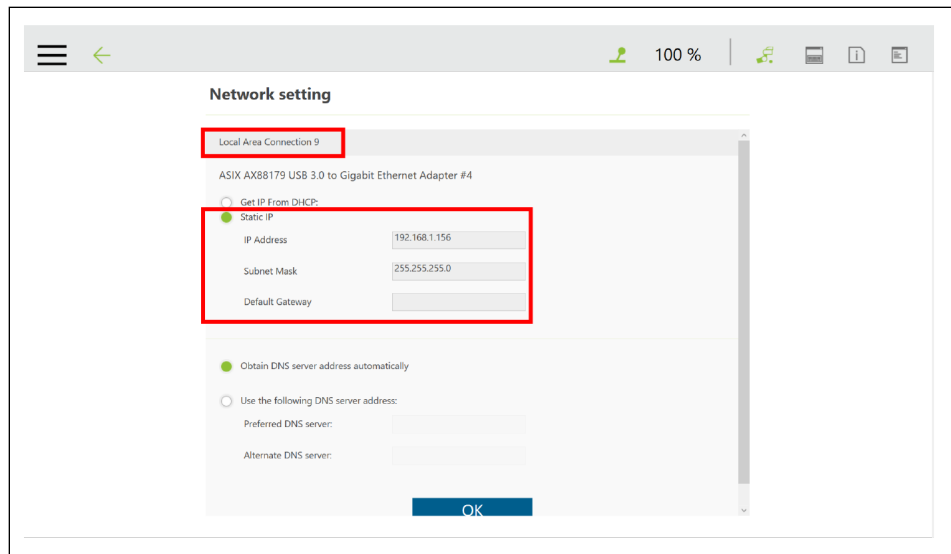 100 %
Network setting
Local Area Connection 9
ASIX AX88179 USB 3.0 to Gigabit Ethernet Adapter #4
Get IP From DHCP:
Static IP
IP Address 192.168.1.156
Subnet Mask 255.255.255.0
Default Gateway
Obtain DNS server address automatically
Use the following DNS server address:
Preferred DNS server:
Alternate DNS server:
OK